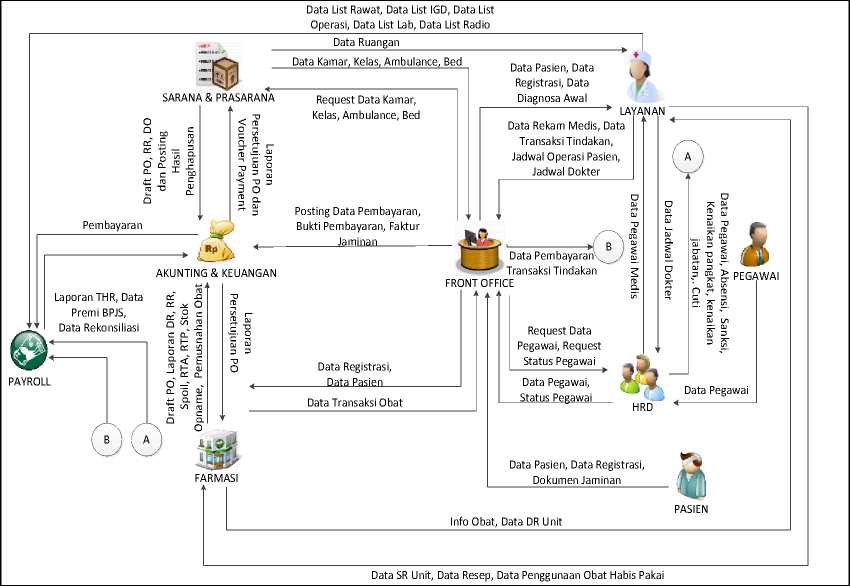 Data List Rawat, Data List IGD, Data List
Operasi, Data List Lab, Data List Radio
Data Ruangan
Data Kamar, Kelas, Ambulance, Bed
SARANA & PRASARANA
Request Data Kamar,
Kelas, Ambulance, Bed
Data Pasien, Data
Registrasi, Data
Diagnosa Awal
LAYANAN
Data Rekam Medis, Data
Transaksi Tindakan,
Jadwal Operasi Pasien,
Jadwal Dokter
A
Draft PO, RR, DO
dan Posting
Hasil
Penghapusan
Laporan
Persetujuan PO dan
Voucher Payment
Data Pegawai Medis
Data Jadwal Dokter
Data Pegawai, Absensi, Sanksi,
Kenaikan pangkat, kenaikan
jabatan,. Cuti
PEGAWAI
Pembayaran
Posting Data Pembayaran,
Bukti Pembayaran, Faktur
Jaminan
B
Data Pembayaran
Transaksi Tindakan
Rp
AKUNTING & KEUANGAN
FRONT OFFICE
Laporan THR, Data
Premi BPJS,
Data Rekonsiliasi
Draft PO, Laporan DR, RR,
Spoil, RTA, RTP, Stok
Opname, Pemusnahan Obat
Laporan
Persetujuan PO
Request Data
Pegawai, Request
Status Pegawai
PAYROLL
Data Registrasi,
Data Pasien
Data Pegawai,
Status Pegawai
HRD
Data Pegawai
Data Transaksi Obat
B
A
FARMASI
Data Pasien, Data Registrasi,
Dokumen Jaminan
PASIEN
Info Obat, Data DR Unit
Data SR Unit, Data Resep, Data Penggunaan Obat Habis Pakai